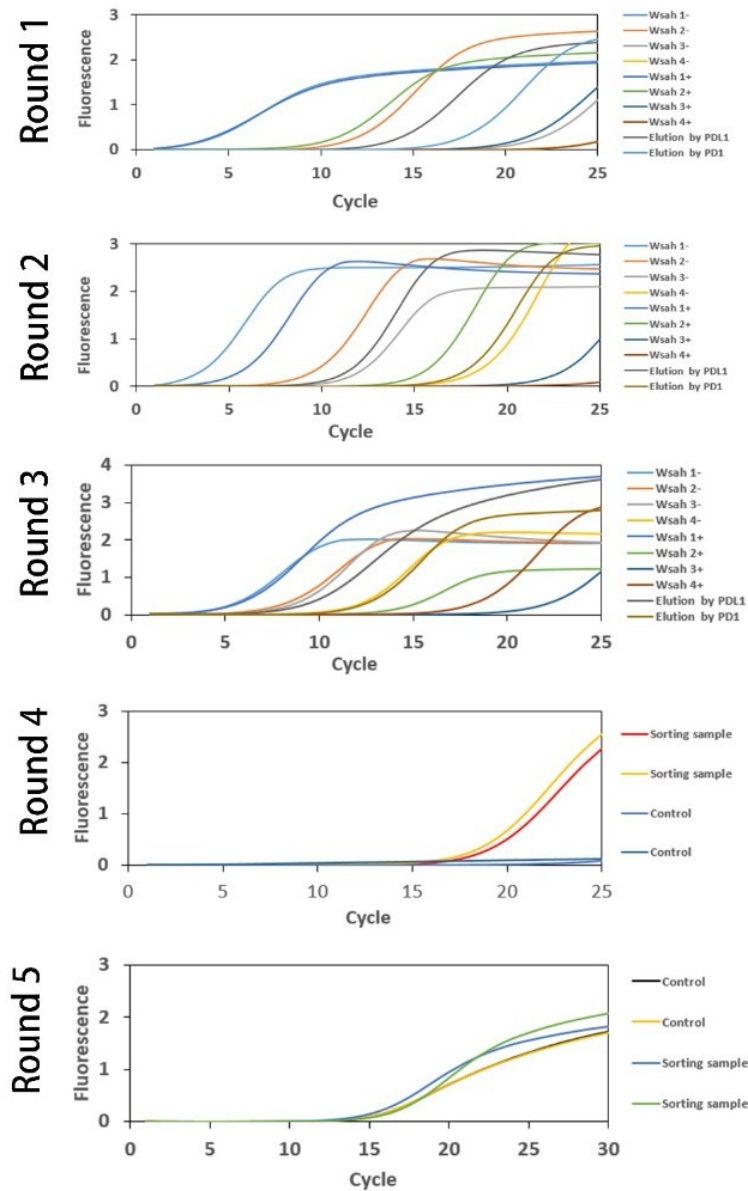 Round 1
Fluorescence
3
2
1
0
0
5
10
15
20
25
Cycle
Wsah 1-
Wsah 2-
Wsah 3-
Wsah 4-
Wsah 1+
Wsah 2+
Wsah 3+
Wsah 4+
Elution by PDL1
Elution by PD1
Round 2
Fluorescence
3
2
1
0
0
5
10
15
20
25
Cycle
Wsah 1-
Wsah 2-
Wsah 3-
Wsah 4-
Wsah 1+
Wsah 2+
Wsah 3+
Wsah 4+
Elution by PDL1
Elution by PD1
Round 3
Fluorescence
4
3
2
1
0
0
5
10
15
20
25
Cycle
Wsah 1-
Wsah 2-
Wsah 3-
Wsah 4-
Wsah 1+
Wsah 2+
Wsah 3+
Wsah 4+
Elution by PDL1
Elution by PD1
Round 4
Fluorescence
3
2
1
0
0
5
10
15
20
25
Cycle
Sorting sample
Sorting sample
Control
Control
Round 5
Fluorescence
3
2
1
0
0
5
10
15
20
25
30
Cycle
Control
Control
Sorting sample
Sorting sample